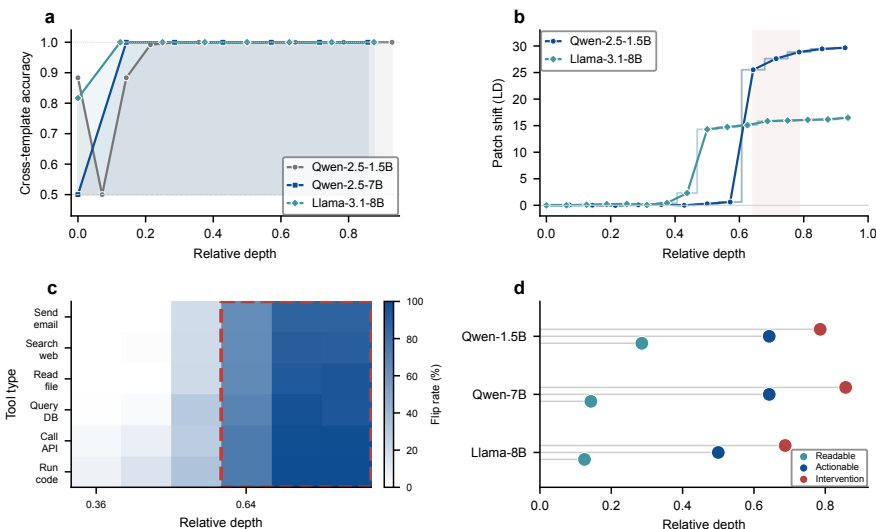 a
Cross-template accuracy
1.0
0.9
0.8
0.7
0.6
0.5
Qwen-2.5-1.5B
Qwen-2.5-7B
Llama-3.1-8B
0.0 0.2 0.4 0.6 0.8
Relative depth
b
Patch shift (LD)
30
25
20
15
10
5
0
Qwen-2.5-1.5B
Llama-3.1-8B
0.0 0.2 0.4 0.6 0.8 1.0
Relative depth
c
Tool type
Send
email
Search
web
Read
file
Query
DB
Call
API
Run
code
0.36 0.64
Relative depth
100
80
60
40
20
0
Flip rate (%)
d
Qwen-1.5B
Qwen-7B
Llama-8B
Readable
Actionable
Intervention
0.0 0.2 0.4 0.6 0.8
Relative depth